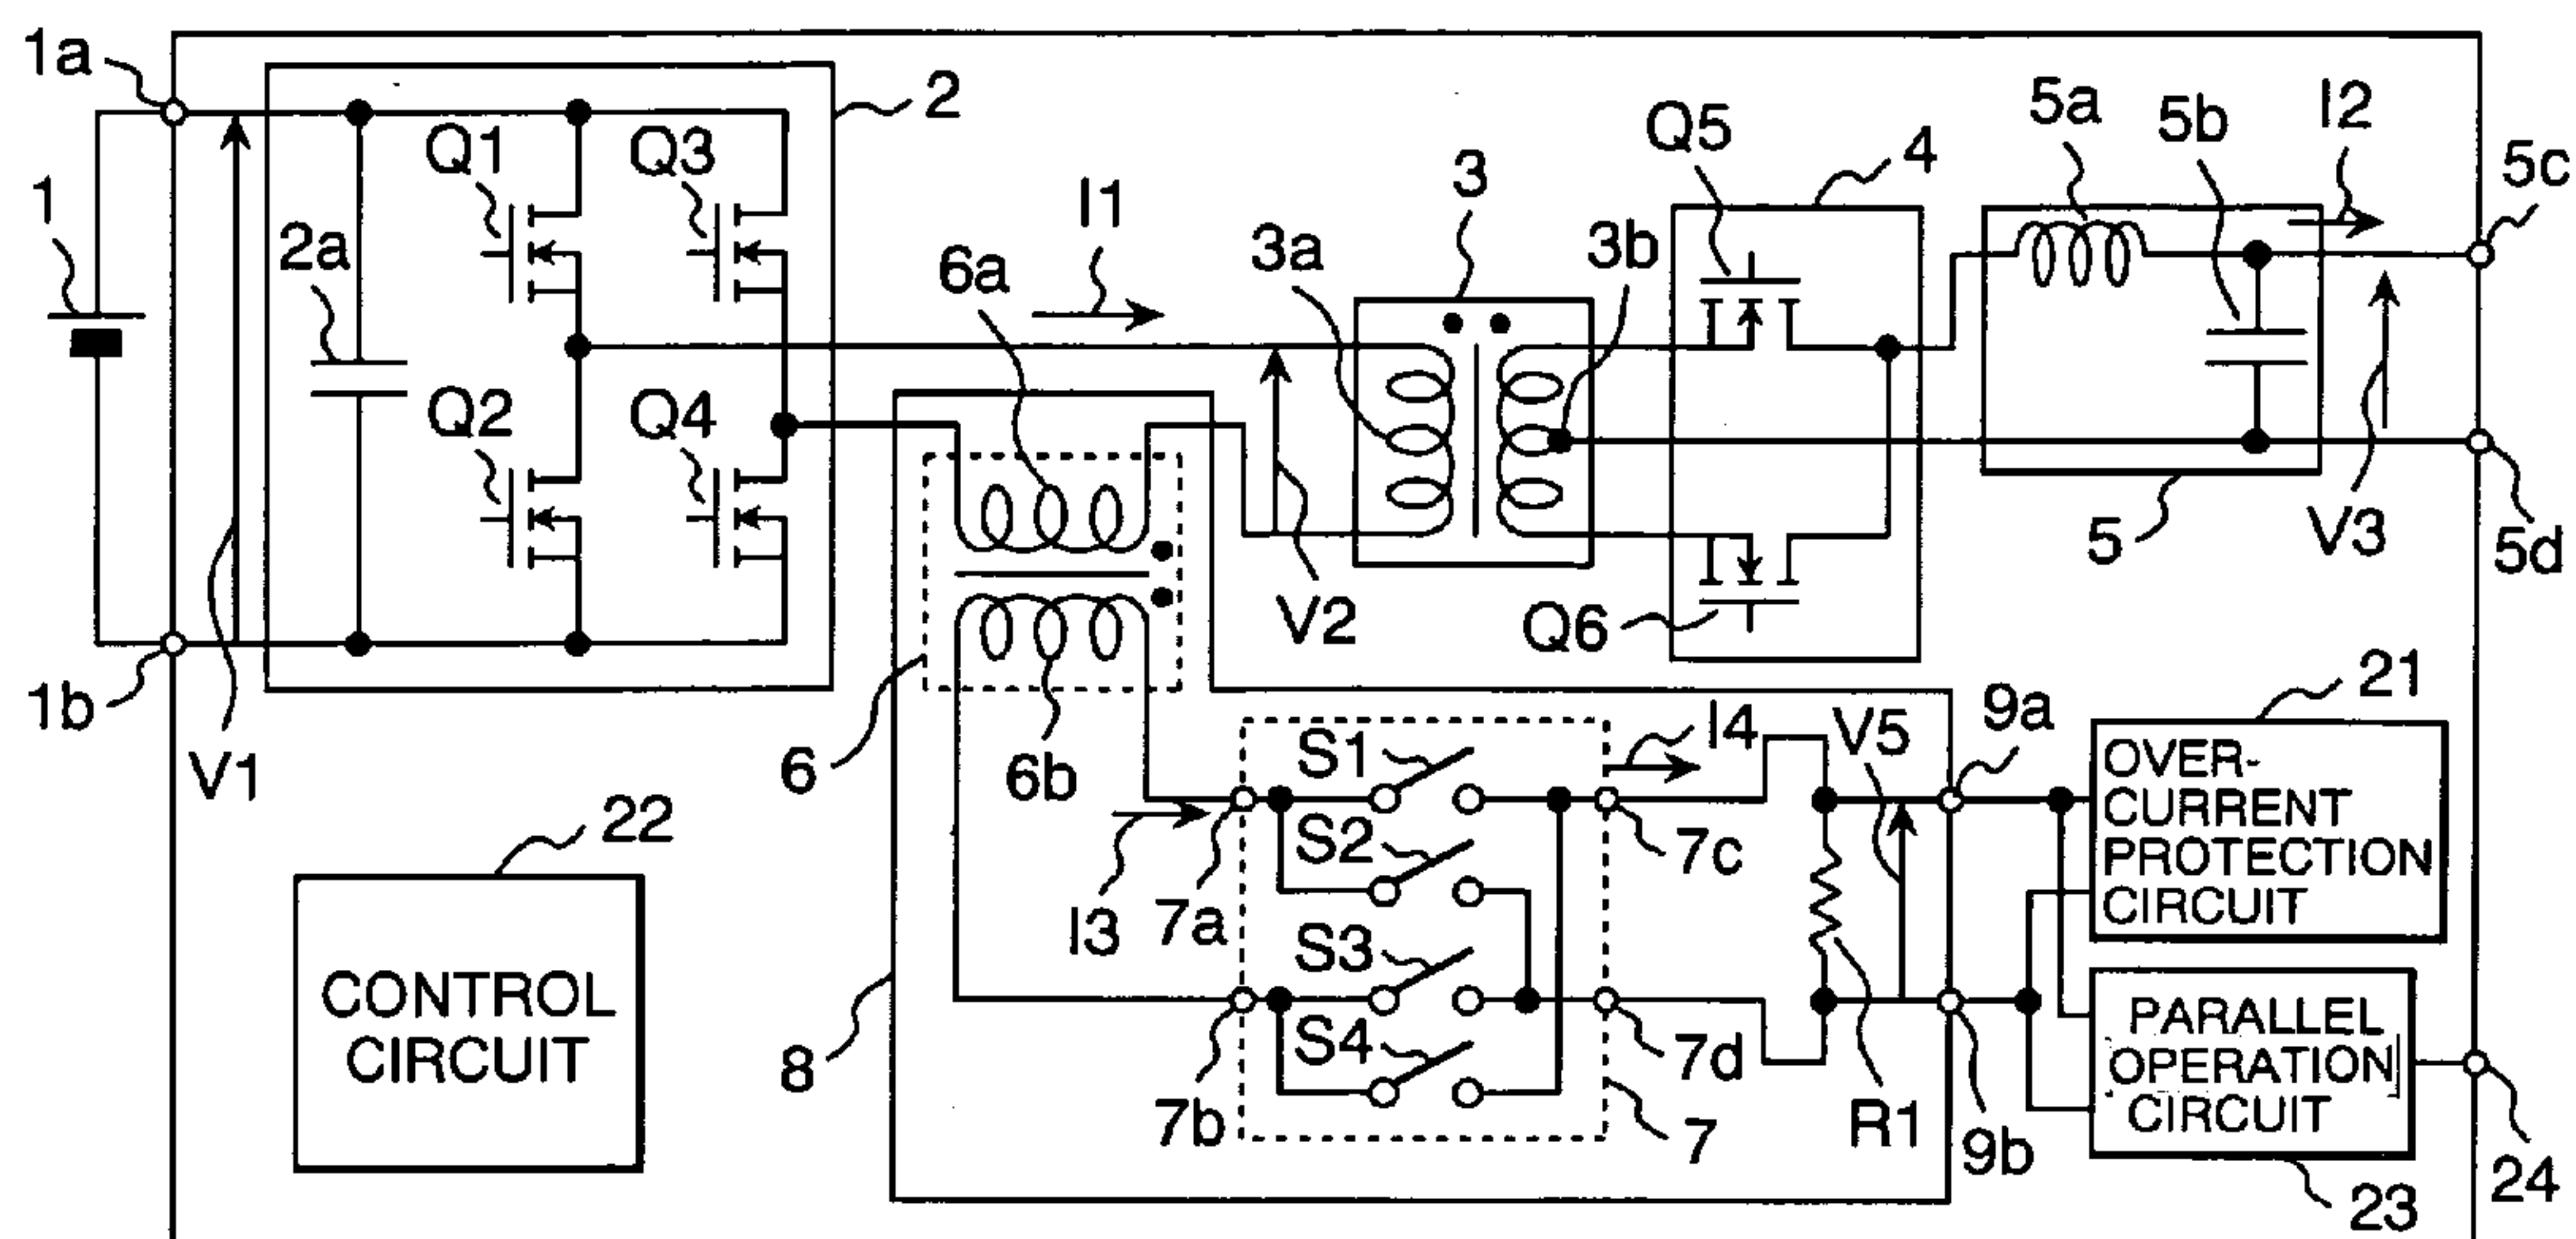 1a
2
Q1
Q3
Q5
4
5a
5b
I2
5c
1
2a
6a
I1
3
3a
3b
Q2
Q4
5
V3
5d
V2
Q6
1b
V1
6
6b
21
I4
V5
9a
S1
OVER-
CURRENT
PROTECTION
CIRCUIT
22
S2
7c
I3
7a
S3
CONTROL
CIRCUIT
8
S4
7d
PARALLEL
OPERATION
CIRCUIT
7b
7
R1
9b
24
23